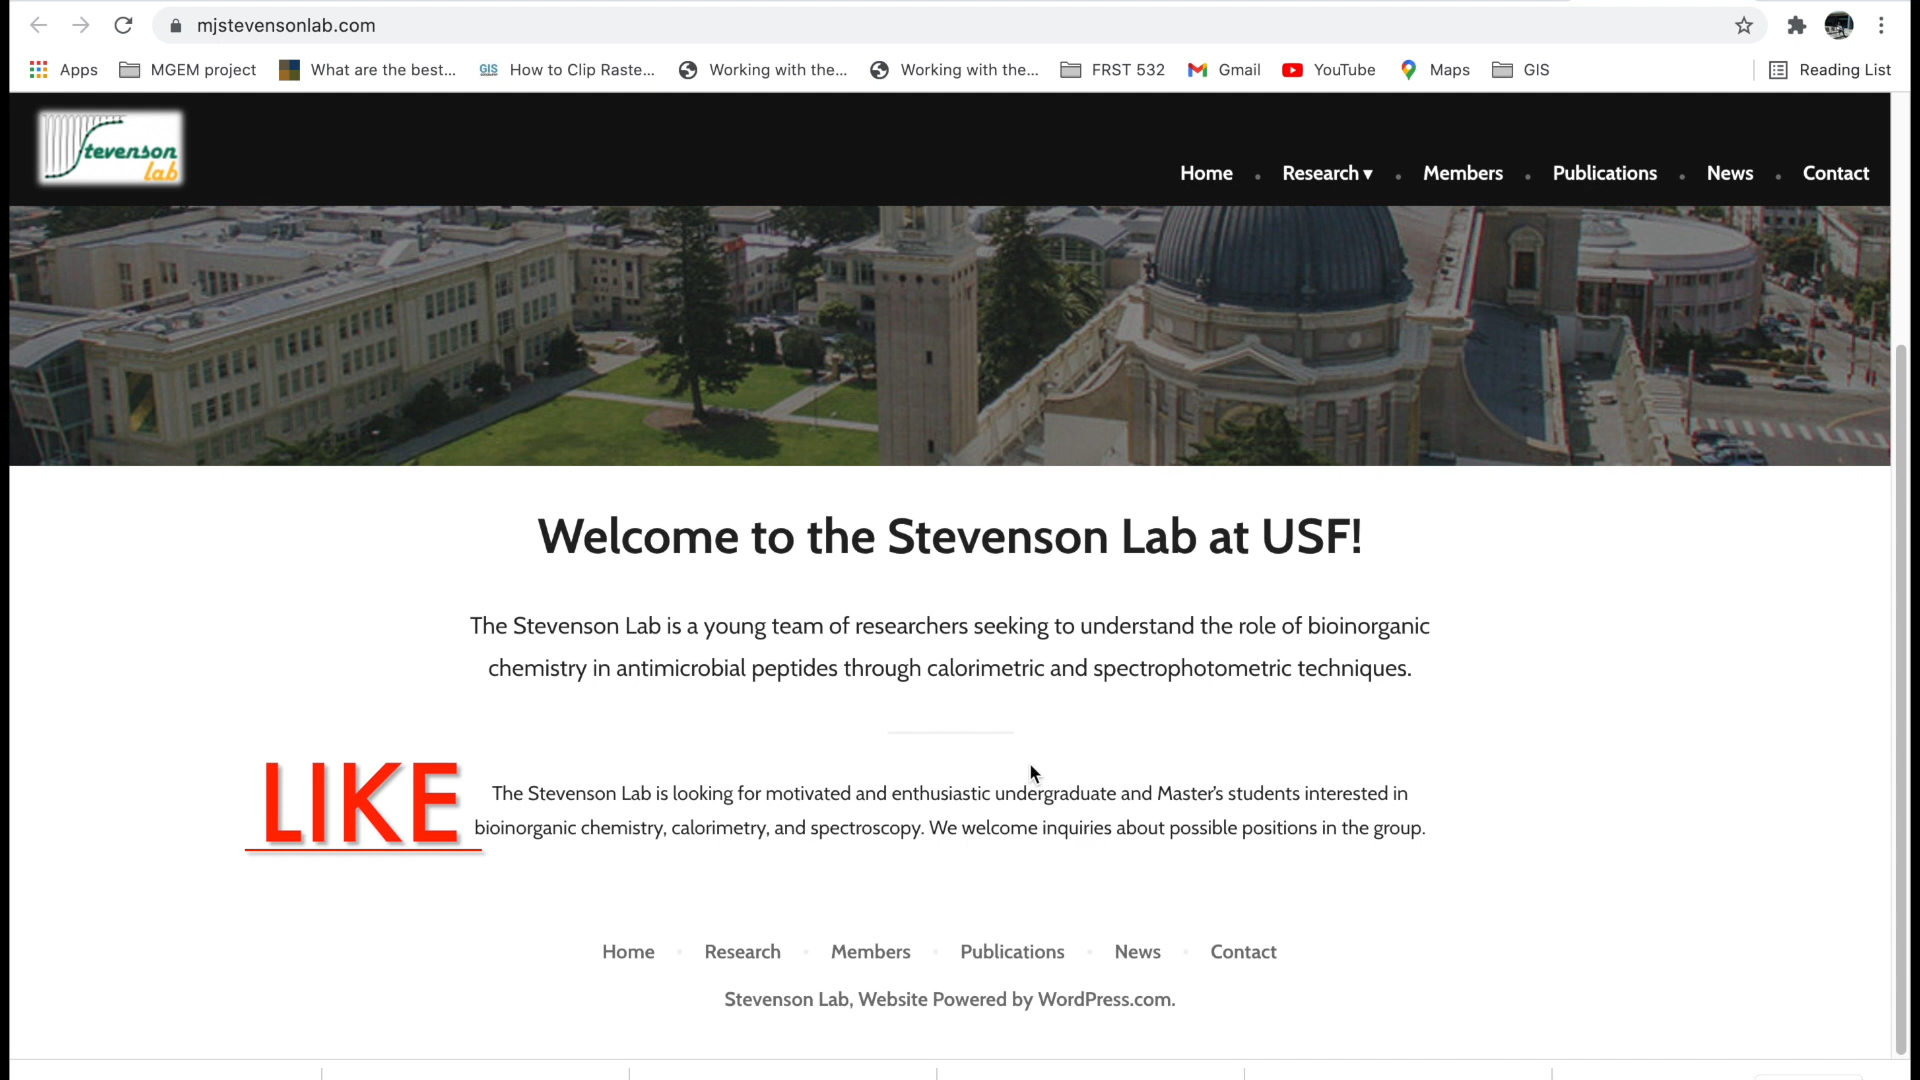 mjstevensonlab.com
Apps MGEM project What are the best... GIS How to Clip Raste... Working with the... Working with the... FRST 532 Gmail YouTube Maps GIS Reading List
Stevenson
lab
Home Research ▾ Members Publications News Contact
Welcome to the Stevenson Lab at USF!
The Stevenson Lab is a young team of researchers seeking to understand the role of bioinorganic
chemistry in antimicrobial peptides through calorimetric and spectrophotometric techniques.
LIKE
The Stevenson Lab is looking for motivated and enthusiastic undergraduate and Master's students interested in
bioinorganic chemistry, calorimetry, and spectroscopy. We welcome inquiries about possible positions in the group.
Home Research Members Publications News Contact
Stevenson Lab, Website Powered by WordPress.com.